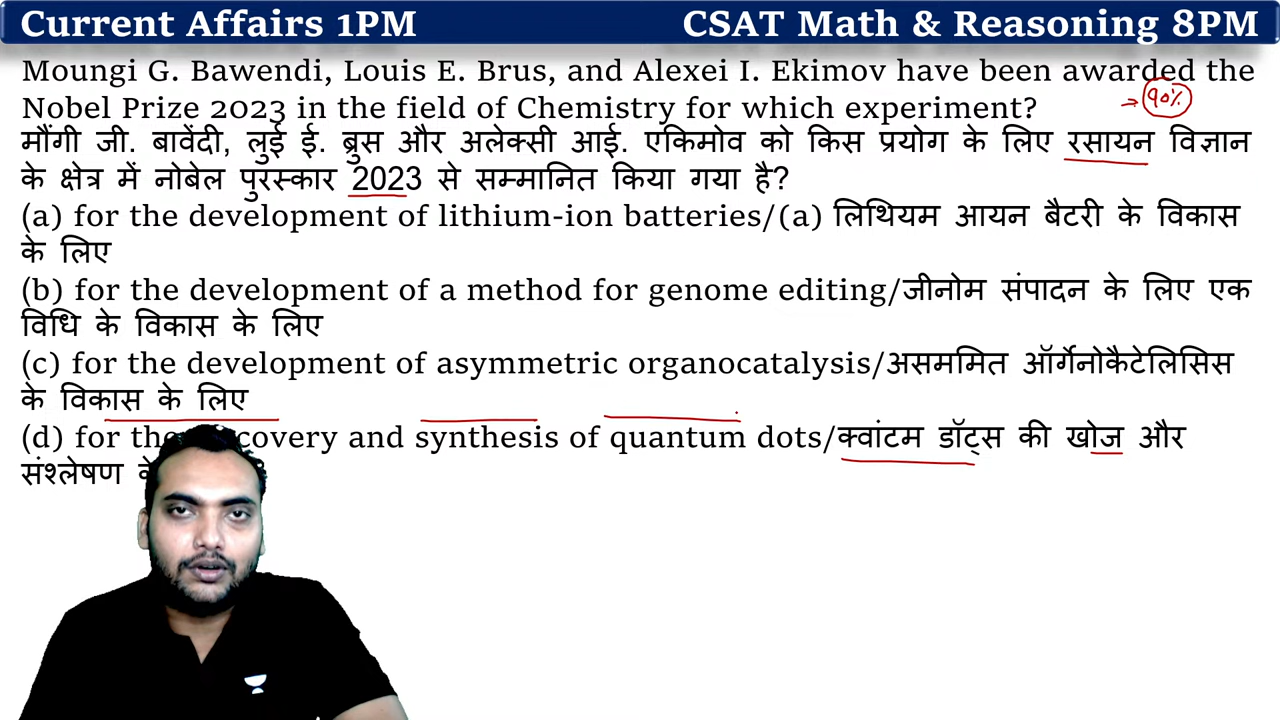 Current Affairs 1PM CSAT Math & Reasoning 8PM
Moungi G. Bawendi, Louis E. Brus, and Alexei I. Ekimov have been awarded the
Nobel Prize 2023 in the field of Chemistry for which experiment? → 90%
मौंगी जी. बावेंदी, लुई ई. ब्रुस और अलेक्सी आई. एकिमोव को किस प्रयोग के लिए रसायन विज्ञान
के क्षेत्र में नोबेल पुरस्कार 2023 से सम्मानित किया गया है?
(a) for the development of lithium-ion batteries/(a) लिथियम आयन बैटरी के विकास
के लिए
(b) for the development of a method for genome editing/जीनोम संपादन के लिए एक
विधि के विकास के लिए
(c) for the development of asymmetric organocatalysis/असममित ऑर्गेनोकैटेलिसिस
के विकास के लिए
(d) for the covery and synthesis of quantum dots/क्वांटम डॉट्स की खोज और
संश्लेषण